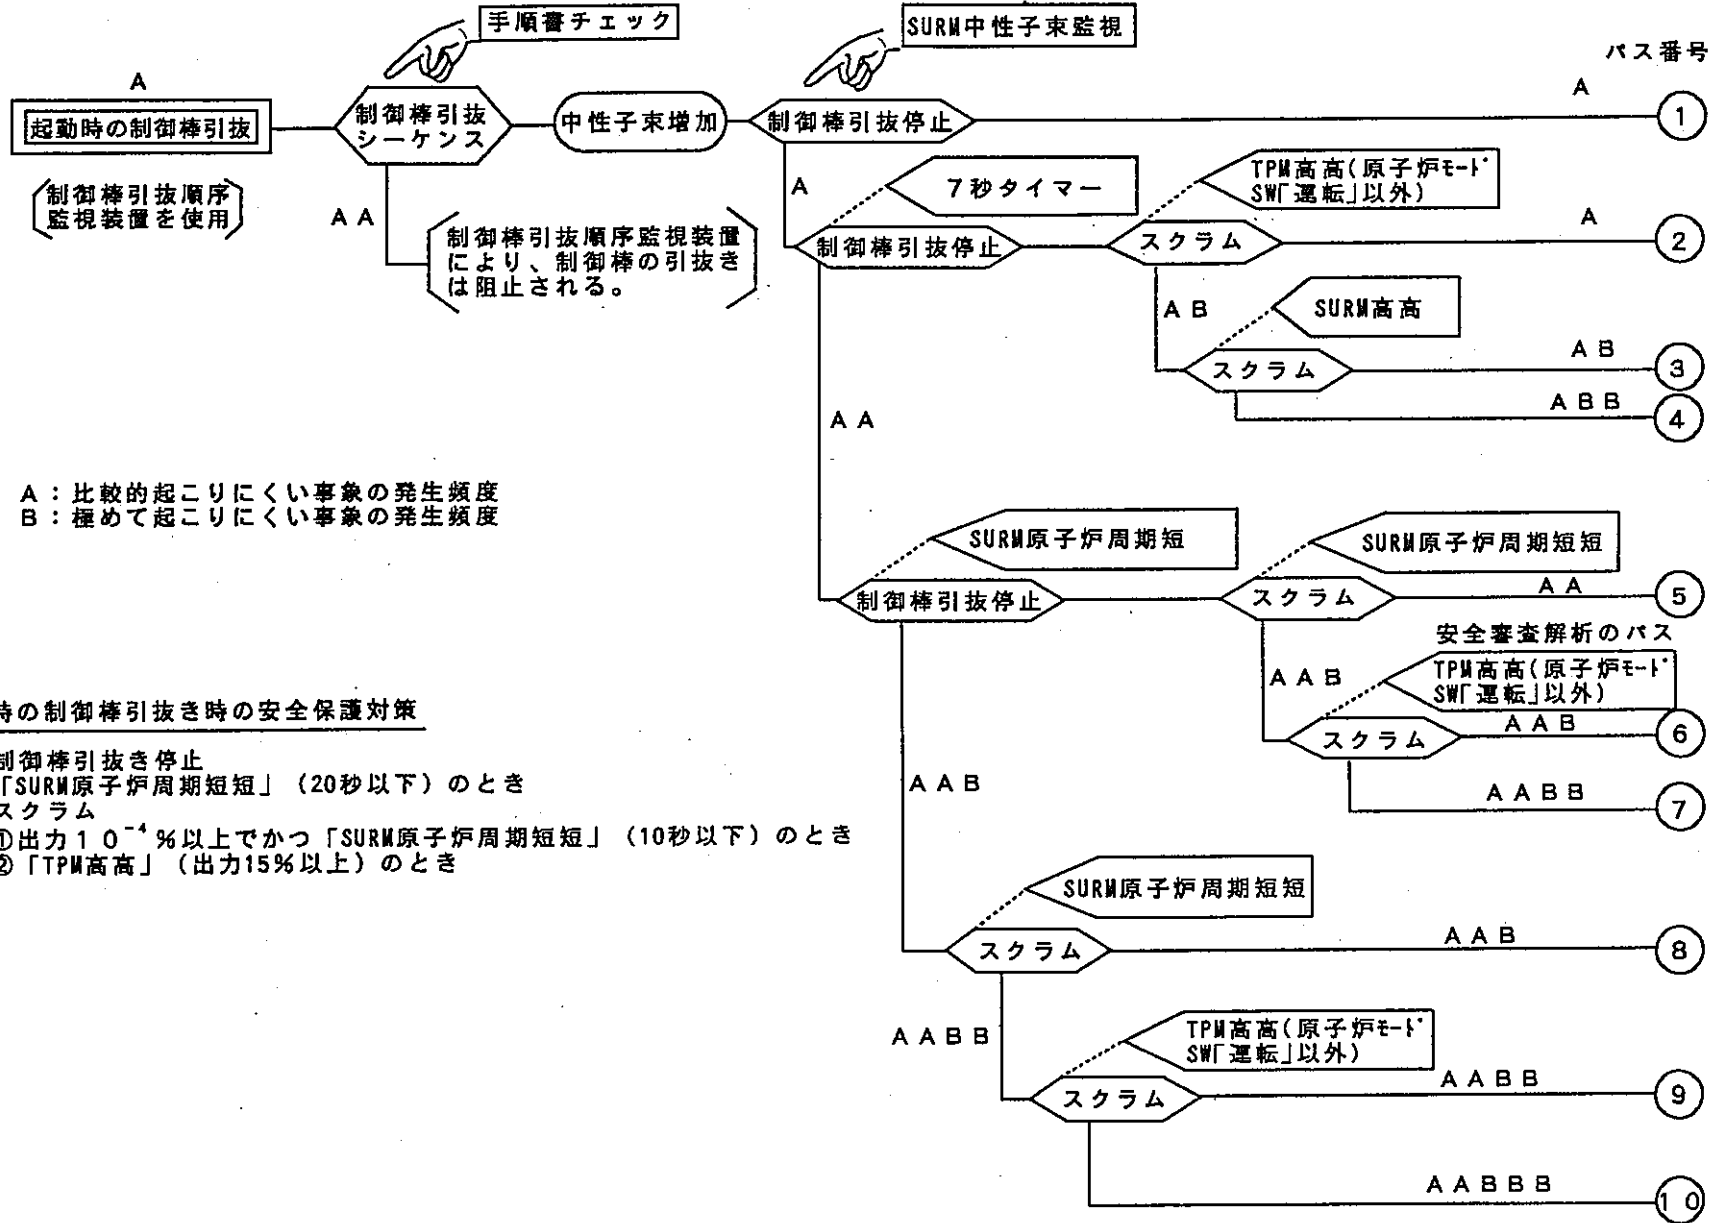 手順書チェック
SURM中性子束監視
パス番号
A
起動時の制御棒引抜
制御棒引抜
シーケンス
中性子束増加
制御棒引抜停止
A
1
制御棒引抜順序
監視装置を使用
AA
制御棒引抜順序監視装置
により、制御棒の引抜き
は阻止される。
A
7秒タイマー
制御棒引抜停止
TPM高高(原子炉モード
SW「運転」以外)
スクラム
A
2
AB
SURM高高
スクラム
AB
3
ABB
4
AA
A:比較的起こりにくい事象の発生頻度
B:極めて起こりにくい事象の発生頻度
SURM原子炉周期短
制御棒引抜停止
SURM原子炉周期短短
スクラム
AA
5
安全審査解析のパス
AAB
TPM高高(原子炉モード
SW「運転」以外)
スクラム
AAB
6
AABB
7
時の制御棒引抜き時の安全保護対策
制御棒引抜き停止
「SURM原子炉周期短短」(20秒以下)のとき
スクラム
①出力10⁻⁴%以上でかつ「SURM原子炉周期短短」(10秒以下)のとき
②「TPM高高」(出力15%以上)のとき
AAB
SURM原子炉周期短短
スクラム
AAB
8
AABB
TPM高高(原子炉モード
SW「運転」以外)
スクラム
AABB
9
AABBB
10